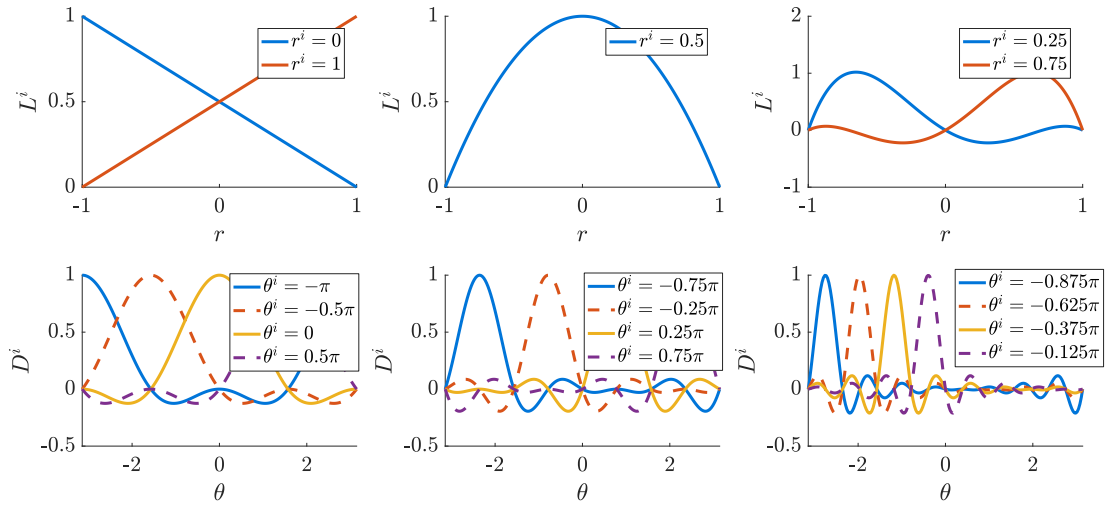 1
0.5
0
-1
0
1
r
L^i
r^i = 0
r^i = 1
1
0.5
0
-1
0
1
r
L^i
r^i = 0.5
2
1
0
-1
-1
0
1
r
L^i
r^i = 0.25
r^i = 0.75
1
0.5
0
-0.5
-2
0
2
θ
D^i
θ^i = −π
θ^i = −0.5π
θ^i = 0
θ^i = 0.5π
1
0.5
0
-0.5
-2
0
2
θ
D^i
θ^i = −0.75π
θ^i = −0.25π
θ^i = 0.25π
θ^i = 0.75π
1
0.5
0
-0.5
-2
0
2
θ
D^i
θ^i = −0.875π
θ^i = −0.625π
θ^i = −0.375π
θ^i = −0.125π